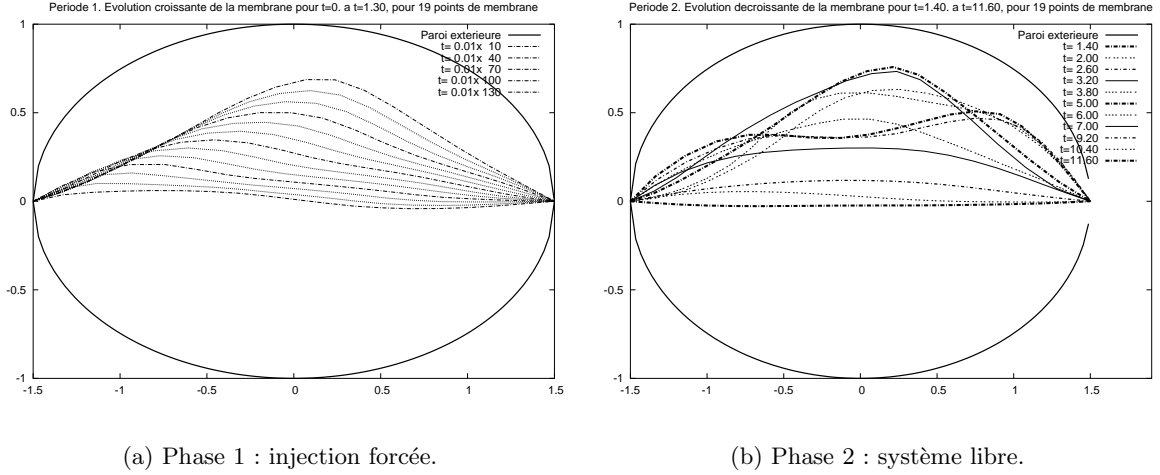 Periode 1. Evolution croissante de la membrane pour t=0. a t=1.30, pour 19 points de membrane
1
0.5
0
-0.5
-1
-1.5
-1
-0.5
0
0.5
1
1.5
Paroi exterieure
t= 0.01x 10
t= 0.01x 40
t= 0.01x 70
t= 0.01x 100
t= 0.01x 130
(a) Phase 1 : injection forcée.
Periode 2. Evolution decroissante de la membrane pour t=1.40. a t=11.60, pour 19 points de membrane
1
0.5
0
-0.5
-1
-1.5
-1
-0.5
0
0.5
1
1.5
Paroi exterieure
t= 1.40
t= 2.00
t= 2.60
t= 3.20
t= 3.80
t= 5.00
t= 6.00
t= 7.00
t= 9.20
t=10.40
t=11.60
(b) Phase 2 : système libre.